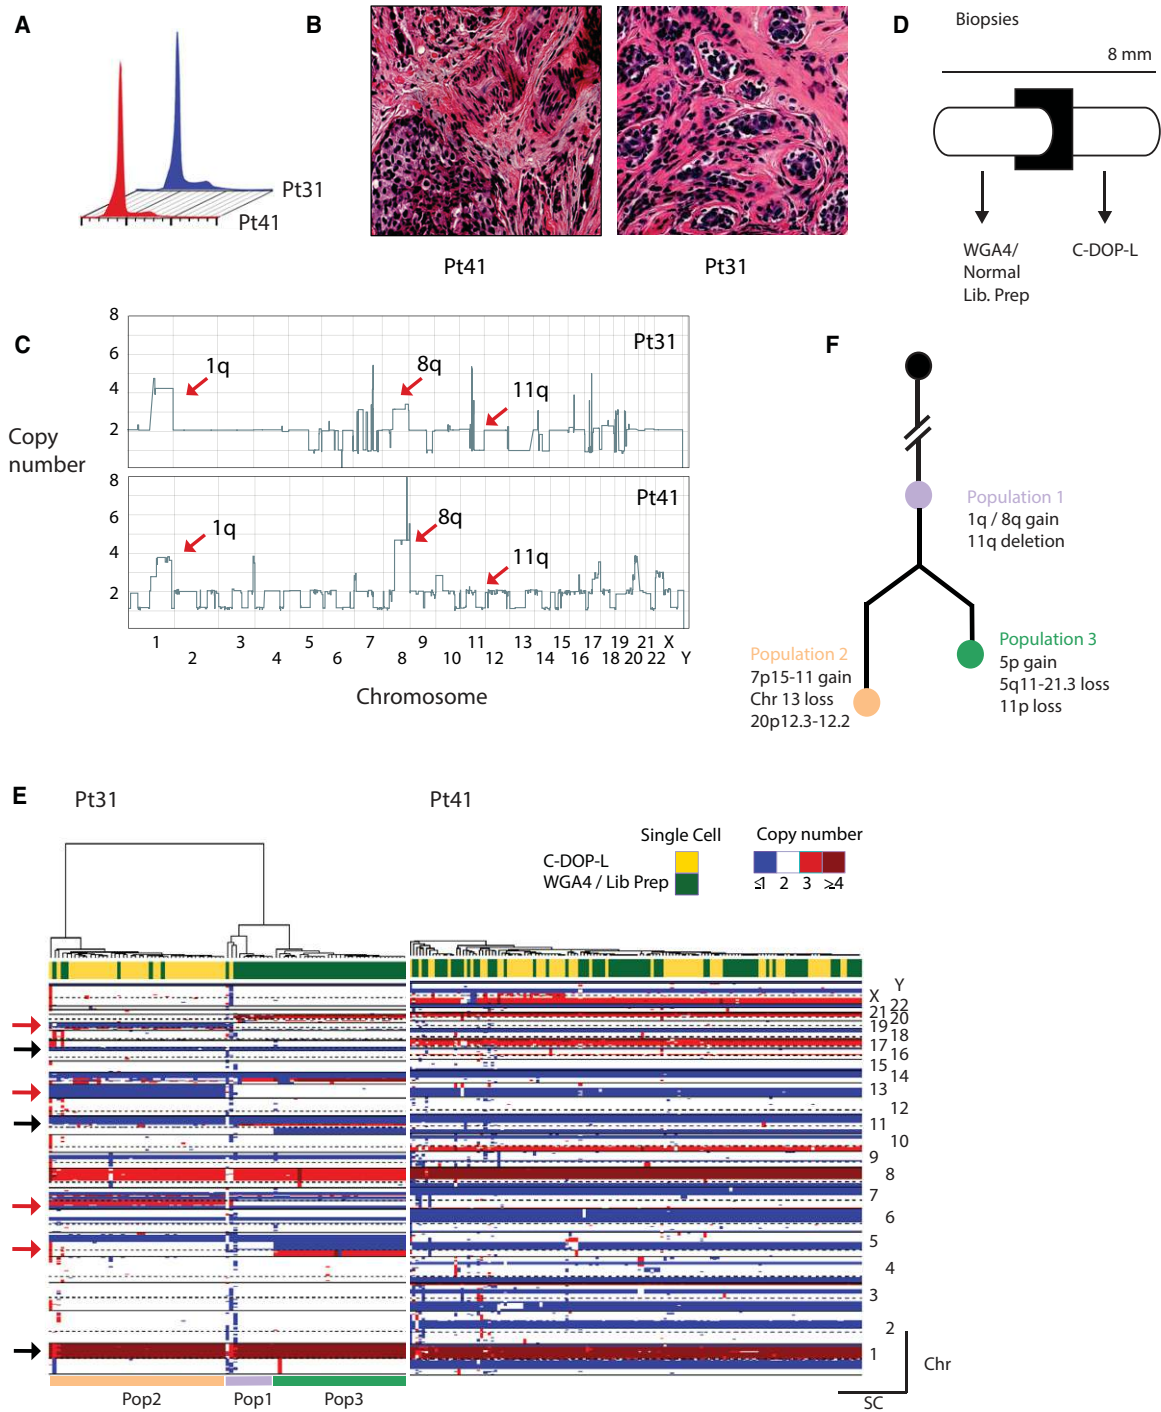 A
Pt31
Pt41
B
Pt41
Pt31
D
Biopsies
8 mm
WGA4/
Normal
Lib. Prep
C-DOP-L
C
Copy
number
8
6
4
2
Pt31
1q
8q
11q
8
6
4
2
Pt41
1q
8q
11q
1 3 5 7 9 11 13 15 17 19 21 X
2 4 6 8 10 12 14 16 18 20 22 Y
Chromosome
F
Population 1
1q / 8q gain
11q deletion
Population 2
7p15-11 gain
Chr 13 loss
20p12.3-12.2
Population 3
5p gain
5q11-21.3 loss
11p loss
E
Pt31
Pt41
Single Cell
C-DOP-L
WGA4 / Lib Prep
Copy number
≤1 2 3 ≥4
Y
X
22
21
20
19
18
17
16
15
14
13
12
11
10
9
8
7
6
5
4
3
2
1
Chr
SC
Pop2
Pop1
Pop3